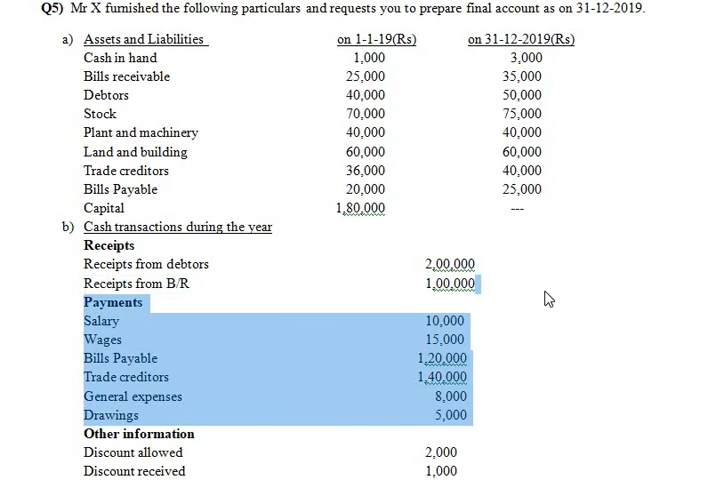 Q5) Mr X furnished the following particulars and requests you to prepare final account as on 31-12-2019.
a) Assets and Liabilities on 1-1-19(Rs) on 31-12-2019(Rs)
Cash in hand 1,000 3,000
Bills receivable 25,000 35,000
Debtors 40,000 50,000
Stock 70,000 75,000
Plant and machinery 40,000 40,000
Land and building 60,000 60,000
Trade creditors 36,000 40,000
Bills Payable 20,000 25,000
Capital 1,80,000 ---
b) Cash transactions during the year
Receipts
Receipts from debtors 2,00,000
Receipts from B/R 1,00,000
Payments
Salary 10,000
Wages 15,000
Bills Payable 1,20,000
Trade creditors 1,40,000
General expenses 8,000
Drawings 5,000
Other information
Discount allowed 2,000
Discount received 1,000